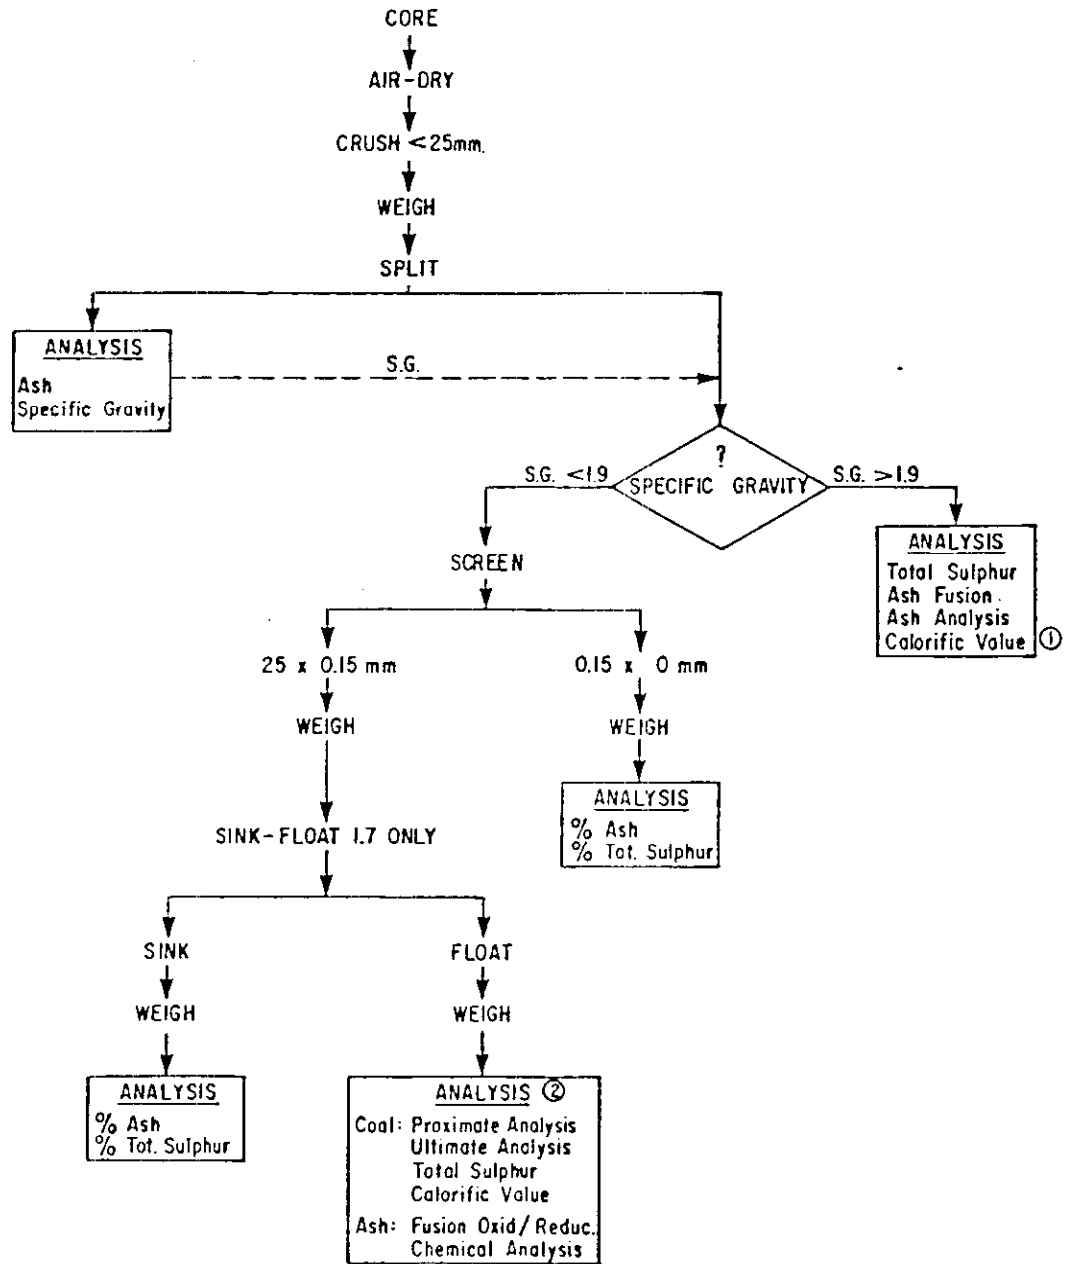 CORE
AIR-DRY
CRUSH <25mm.
WEIGH
SPLIT
ANALYSIS
Ash
Specific Gravity
S.G.
?
SPECIFIC GRAVITY
S.G. <1.9
S.G. >1.9
ANALYSIS
Total Sulphur
Ash Fusion.
Ash Analysis
Calorific Value ①
SCREEN
25 x 0.15 mm
0.15 x 0 mm
WEIGH
WEIGH
ANALYSIS
% Ash
% Tot. Sulphur
SINK-FLOAT 1.7 ONLY
SINK
FLOAT
WEIGH
WEIGH
ANALYSIS
% Ash
% Tot. Sulphur
ANALYSIS ②
Coal: Proximate Analysis
Ultimate Analysis
Total Sulphur
Calorific Value
Ash: Fusion Oxid/Reduc.
Chemical Analysis